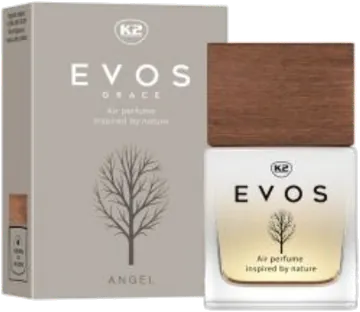 K2
EVOS
GRACE
Air perfume
inspired by nature
ANGEL
K2
EVOS
Air perfume
inspired by nature